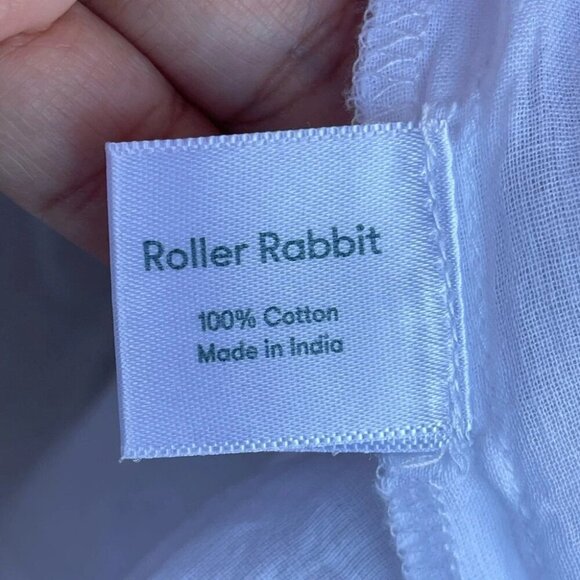 Roller Rabbit
100% Cotton
Made in India